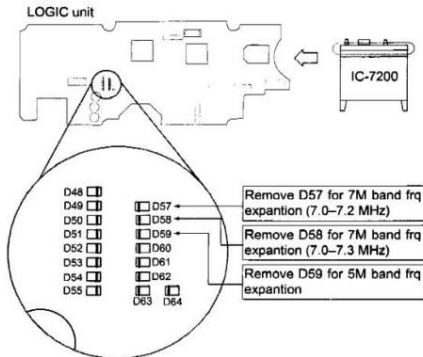 LOGIC unit
IC-7200
D48
D49
D50
D51
D52
D53
D54
D55
D57
D58
D59
D60
D61
D62
D63 D64
Remove D57 for 7M band frq
expantion (7.0–7.2 MHz)
Remove D58 for 7M band frq
expantion (7.0–7.3 MHz)
Remove D59 for 5M band frq
expantion